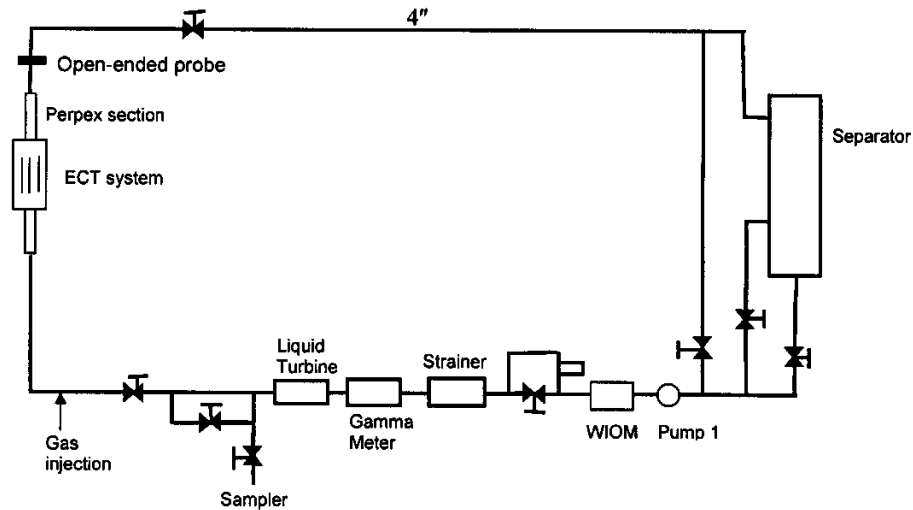 4"
Open-ended probe
Perpex section
ECT system
Separator
Liquid
Turbine
Strainer
Gamma
Meter
WIOM
Pump 1
Gas
injection
Sampler